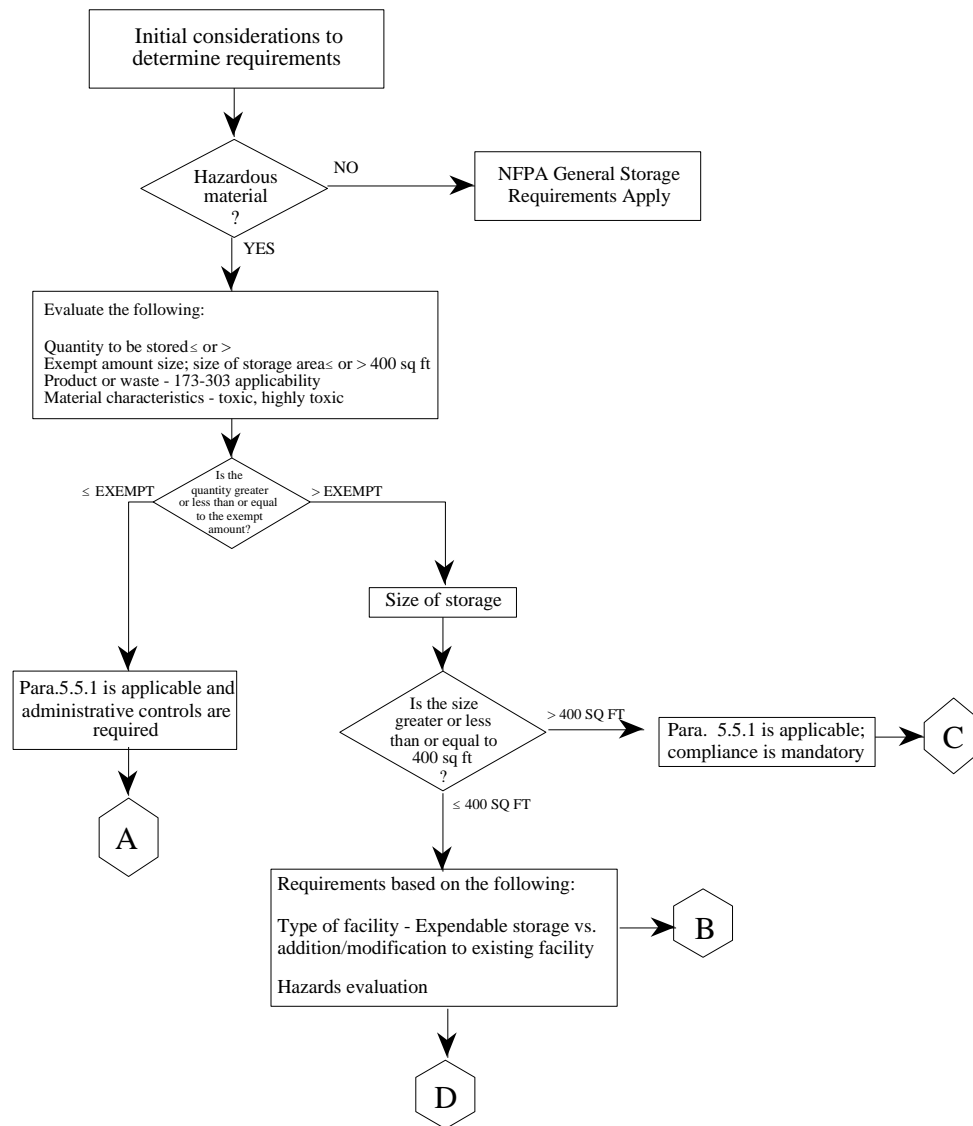 Initial considerations to
determine requirements
Hazardous
material
?
NO
NFPA General Storage
Requirements Apply
YES
Evaluate the following:
Quantity to be stored ≤ or >
Exempt amount size; size of storage area ≤ or > 400 sq ft
Product or waste - 173-303 applicability
Material characteristics - toxic, highly toxic
Is the
quantity greater
or less than or equal
to the exempt
amount?
≤ EXEMPT
> EXEMPT
Size of storage
Para.5.5.1 is applicable and
administrative controls are
required
Is the size
greater or less
than or equal to
400 sq ft
?
> 400 SQ FT
Para. 5.5.1 is applicable;
compliance is mandatory
C
≤ 400 SQ FT
A
Requirements based on the following:
Type of facility - Expendable storage vs.
addition/modification to existing facility
Hazards evaluation
B
D